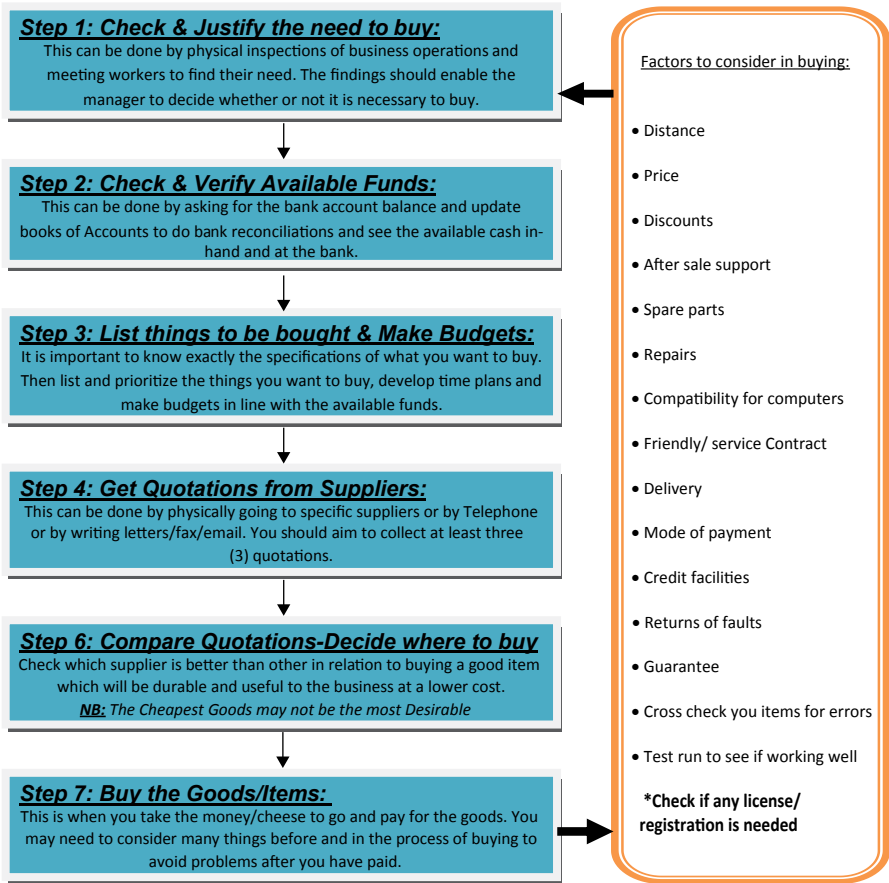 Step 1: Check & Justify the need to buy:
This can be done by physical inspections of business operations and
meeting workers to find their need. The findings should enable the
manager to decide whether or not it is necessary to buy.
Step 2: Check & Verify Available Funds:
This can be done by asking for the bank account balance and update
books of Accounts to do bank reconciliations and see the available cash in-
hand and at the bank.
Step 3: List things to be bought & Make Budgets:
It is important to know exactly the specifications of what you want to buy.
Then list and prioritize the things you want to buy, develop time plans and
make budgets in line with the available funds.
Step 4: Get Quotations from Suppliers:
This can be done by physically going to specific suppliers or by Telephone
or by writing letters/fax/email. You should aim to collect at least three
(3) quotations.
Step 6: Compare Quotations-Decide where to buy
Check which supplier is better than other in relation to buying a good item
which will be durable and useful to the business at a lower cost.
NB: The Cheapest Goods may not be the most Desirable
Step 7: Buy the Goods/Items:
This is when you take the money/cheese to go and pay for the goods. You
may need to consider many things before and in the process of buying to
avoid problems after you have paid.
Factors to consider in buying:
• Distance
• Price
• Discounts
• After sale support
• Spare parts
• Repairs
• Compatibility for computers
• Friendly/ service Contract
• Delivery
• Mode of payment
• Credit facilities
• Returns of faults
• Guarantee
• Cross check you items for errors
• Test run to see if working well
*Check if any license/
registration is needed